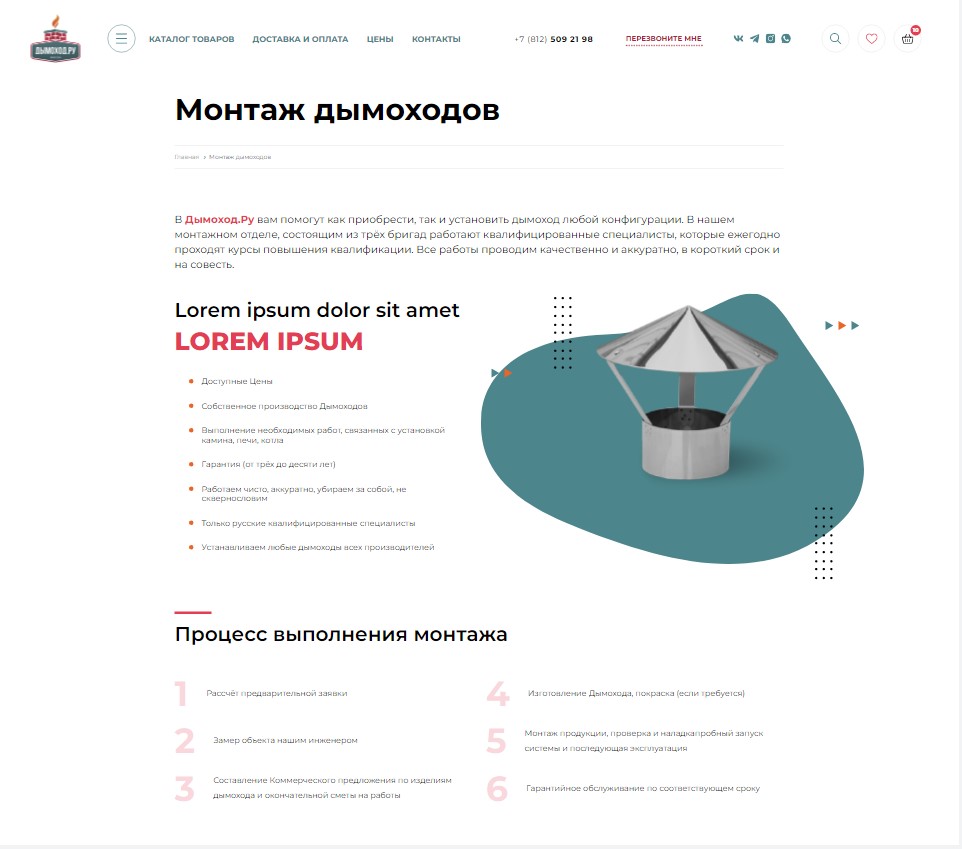 ДЫМОХОД.РУ
КАТАЛОГ ТОВАРОВ
ДОСТАВКА И ОПЛАТА
ЦЕНЫ
КОНТАКТЫ
+7 (812) 509 21 98
ПЕРЕЗВОНИТЕ МНЕ
Монтаж дымоходов
Главная › Монтаж дымоходов
В Дымоход.Ру вам помогут как приобрести, так и установить дымоход любой конфигурации. В нашем
монтажном отделе, состоящим из трёх бригад работают квалифицированные специалисты, которые ежегодно
проходят курсы повышения квалификации. Все работы проводим качественно и аккуратно, в короткий срок и
на совесть.
Lorem ipsum dolor sit amet
LOREM IPSUM
Доступные Цены
Собственное производство Дымоходов
Выполнение необходимых работ, связанных с установкой
камина, печи, котла
Гарантия (от трёх до десяти лет)
Работаем чисто, аккуратно, убираем за собой, не
сквернословим
Только русские квалифицированные специалисты
Устанавливаем любые дымоходы всех производителей
Процесс выполнения монтажа
1 Рассчёт предварительной заявки
2 Замер объекта нашим инженером
3 Составление Коммерческого предложения по изделиям
дымохода и окончательной сметы на работы
4 Изготовление Дымохода, покраска (если требуется)
5 Монтаж продукции, проверка и наладкапробный запуск
системы и последующая эксплуатация
6 Гарантийное обслуживание по соответствующем сроку